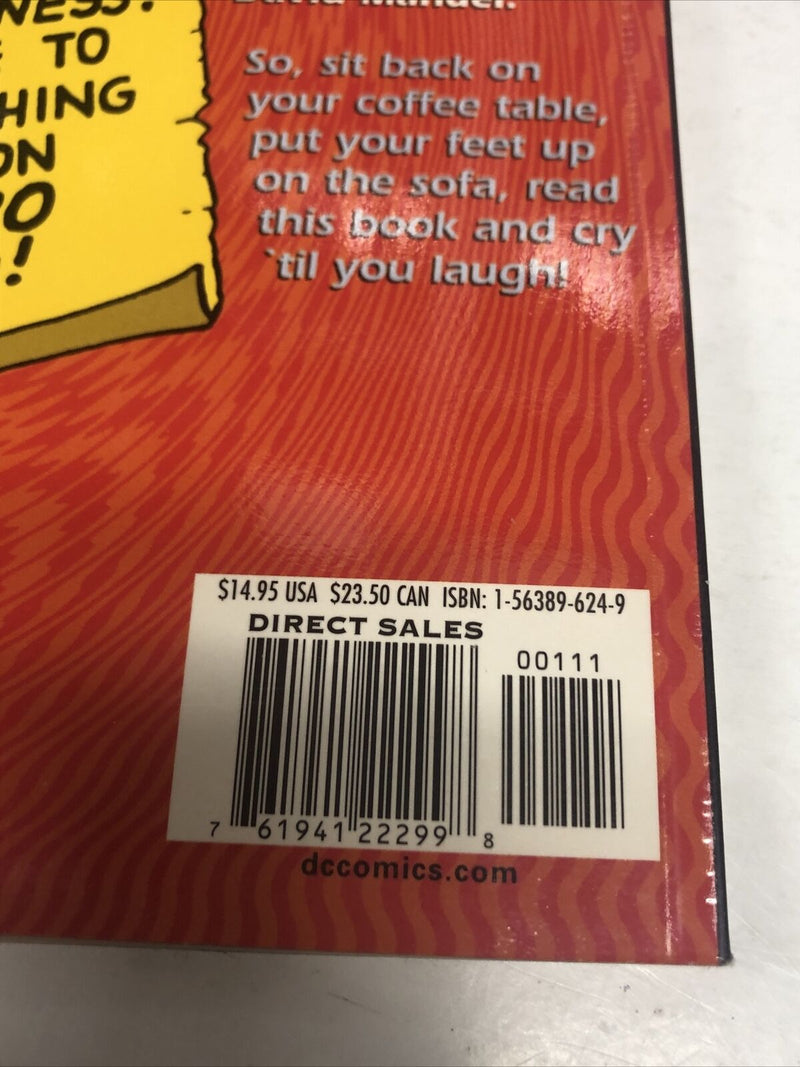 TO
HING
ON
So, sit back on
your coffee table,
put your feet up
on the sofa, read
this book and cry
`til you laugh!
$14.95 USA $23.50 CAN ISBN: 1-56389-624-9
DIRECT SALES
00111
7 61941 22299 8
dccomics.com